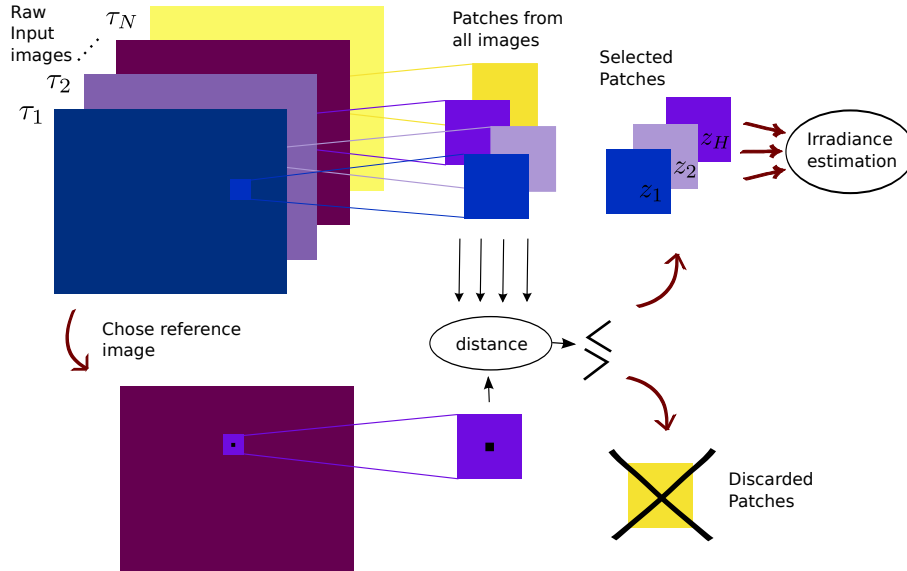 Raw
Input
images
τ_N
τ_2
τ_1
Patches from
all images
Selected
Patches
z_H
z_2
z_1
Irradiance
estimation
Chose reference
image
distance
Discarded
Patches